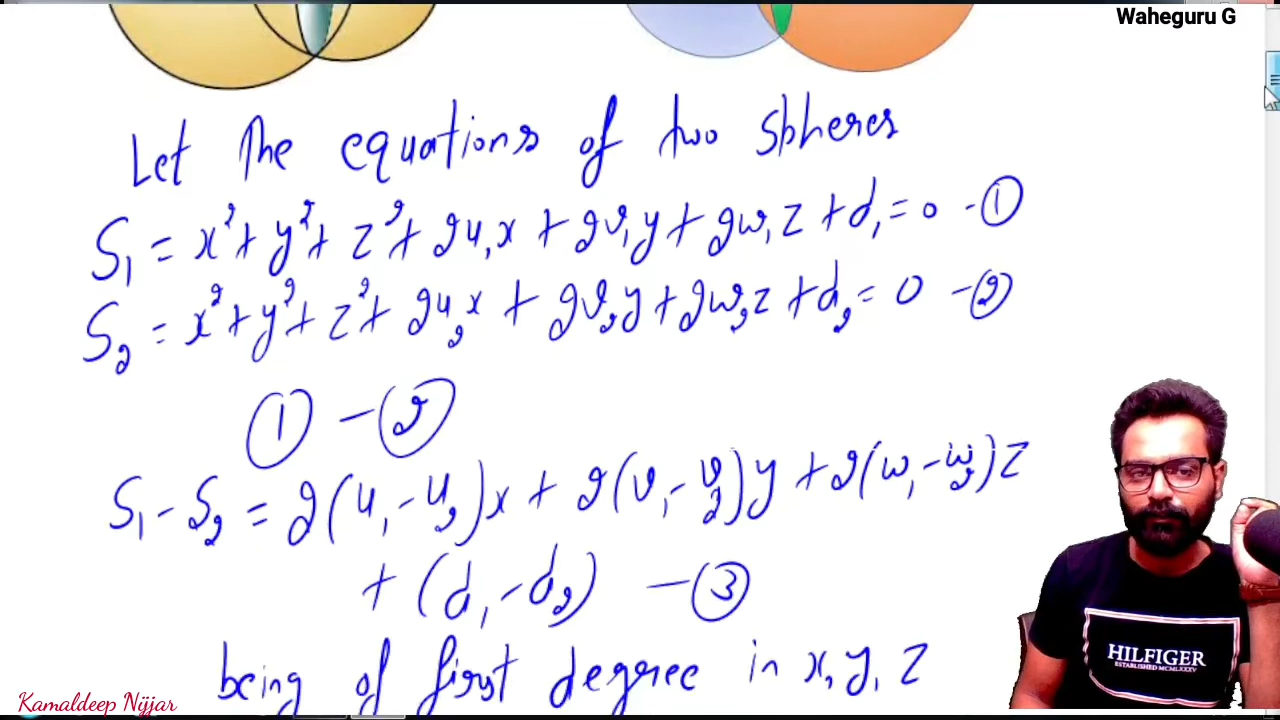 Waheguru G
Let the equations of two spheres
S₁ = x² + y² + z² + 2u₁x + 2v₁y + 2w₁z + d₁ = 0 - ①
S₂ = x² + y² + z² + 2u₂x + 2v₂y + 2w₂z + d₂ = 0 - ②
① - ②
S₁ - S₂ = 2(u₁ - u₂)x + 2(v₁ - v₂)y + 2(w₁ - w₂)z
+ (d₁ - d₂) - ③
being of first degree in x, y, z
HILFIGER
ESTABLISHED MCMLXXXV
Kamaldeep Nijjar